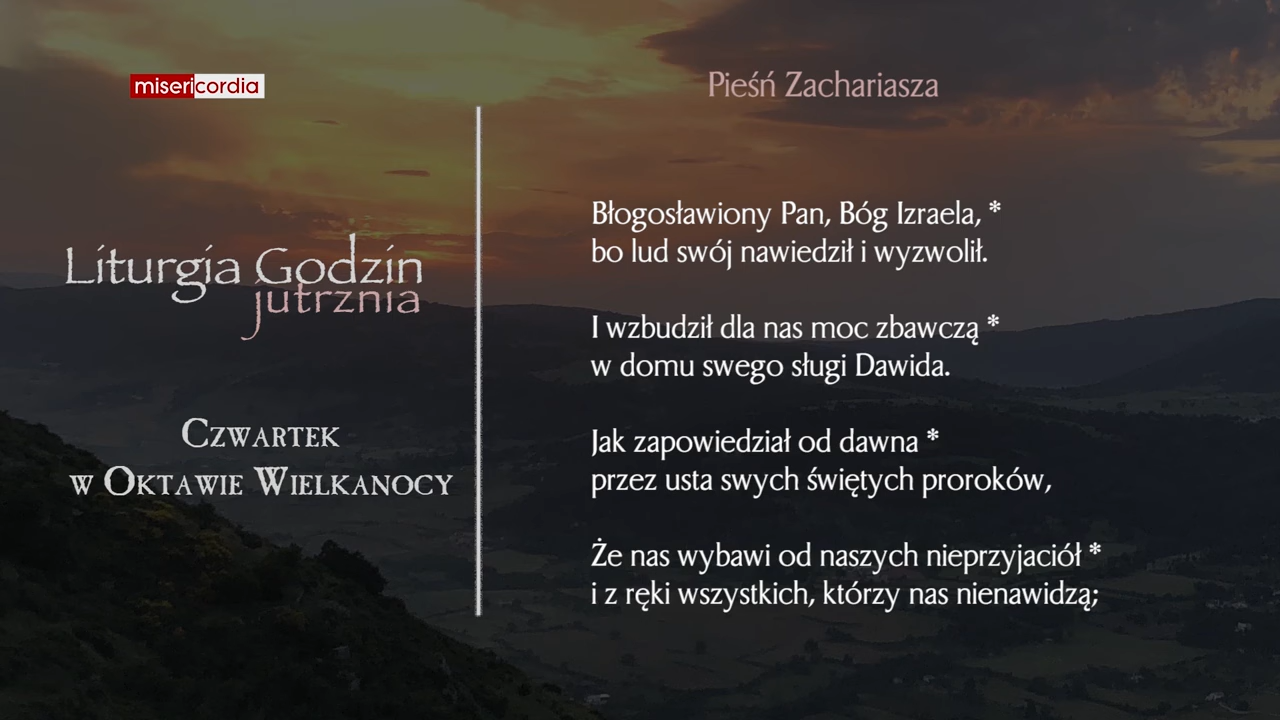 misericordia
Liturgia Godzin
jutrznia
Czwartek
w Oktawie Wielkanocy
Pieśń Zachariasza
Błogosławiony Pan, Bóg Izraela, *
bo lud swój nawiedził i wyzwolił.
I wzbudził dla nas moc zbawczą *
w domu swego sługi Dawida.
Jak zapowiedział od dawna *
przez usta swych świętych proroków,
Że nas wybawi od naszych nieprzyjaciół *
i z ręki wszystkich, którzy nas nienawidzą;